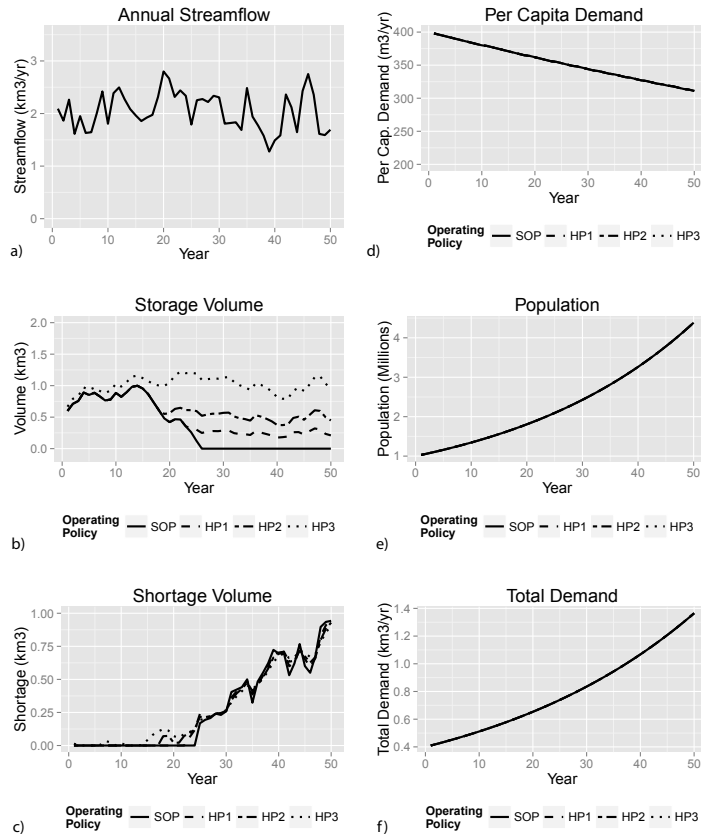 Annual Streamflow
Streamflow (km3/yr)
3
2
1
0
0 10 20 30 40 50
Year
a)
Per Capita Demand
Per Cap. Demand (m3/yr)
400
350
300
250
200
0 10 20 30 40 50
Year
Operating Policy SOP HP1 HP2 HP3
d)
Storage Volume
Volume (km3)
2.0
1.5
1.0
0.5
0.0
0 10 20 30 40 50
Year
Operating Policy SOP HP1 HP2 HP3
b)
Population
Population (Millions)
4
3
2
1
0 10 20 30 40 50
Year
Operating Policy SOP HP1 HP2 HP3
e)
Shortage Volume
Shortage (km3)
1.00
0.75
0.50
0.25
0.00
0 10 20 30 40 50
Year
Operating Policy SOP HP1 HP2 HP3
c)
Total Demand
Total Demand (km3/yr)
1.4
1.2
1.0
0.8
0.6
0.4
0 10 20 30 40 50
Year
Operating Policy SOP HP1 HP2 HP3
f)